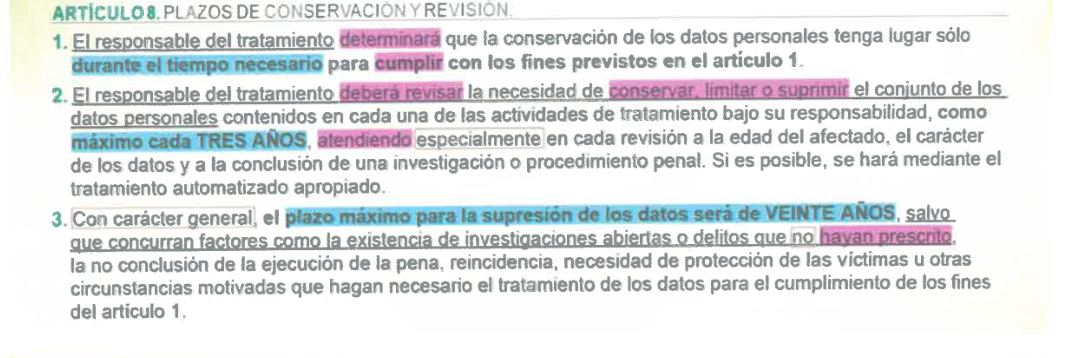 ARTÍCULO 8. PLAZOS DE CONSERVACIÓN Y REVISIÓN.
1. El responsable del tratamiento determinará que la conservación de los datos personales tenga lugar sólo
durante el tiempo necesario para cumplir con los fines previstos en el artículo 1.
2. El responsable del tratamiento deberá revisar la necesidad de conservar, limitar o suprimir el conjunto de los
datos personales contenidos en cada una de las actividades de tratamiento bajo su responsabilidad, como
máximo cada TRES AÑOS, atendiendo especialmente en cada revisión a la edad del afectado, el carácter
de los datos y a la conclusión de una investigación o procedimiento penal. Si es posible, se hará mediante el
tratamiento automatizado apropiado.
3. Con carácter general, el plazo máximo para la supresión de los datos será de VEINTE AÑOS, salvo
que concurran factores como la existencia de investigaciones abiertas o delitos que no hayan prescrito,
la no conclusión de la ejecución de la pena, reincidencia, necesidad de protección de las víctimas u otras
circunstancias motivadas que hagan necesario el tratamiento de los datos para el cumplimiento de los fines
del artículo 1.